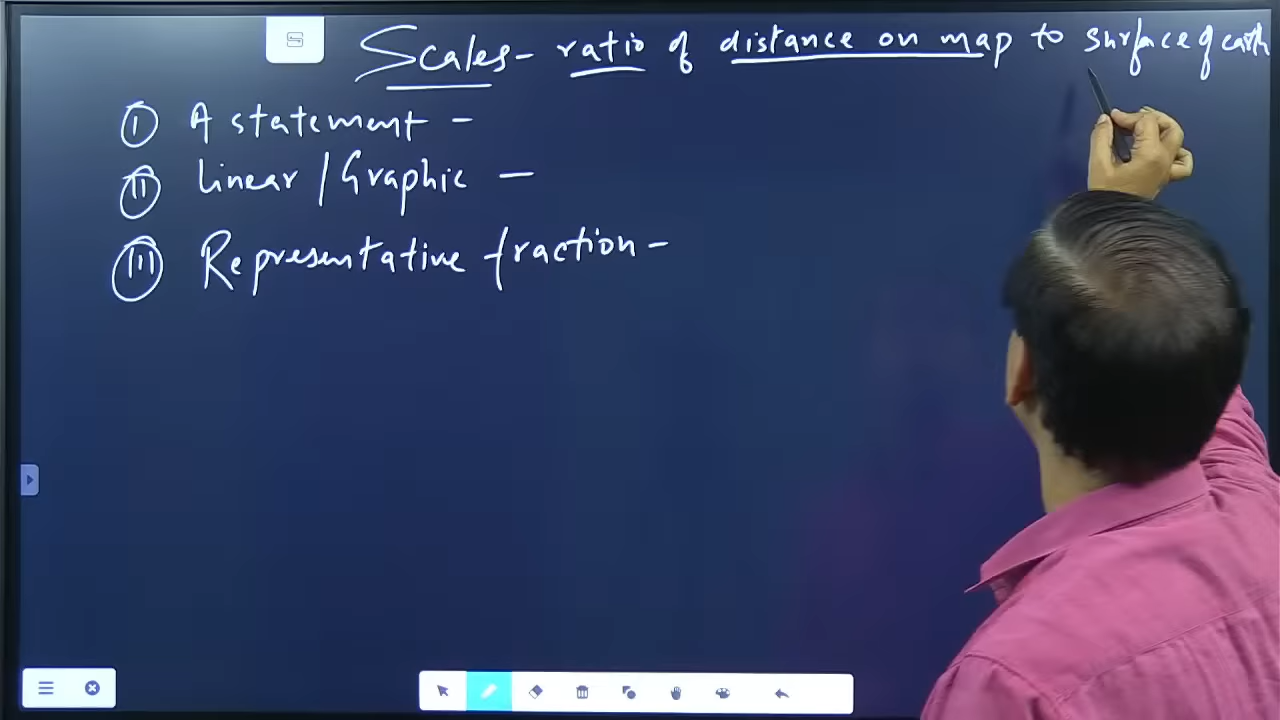 Scales - ratio of distance on map to surface of earth
I A statement -
II Linear / Graphic -
III Representative fraction -